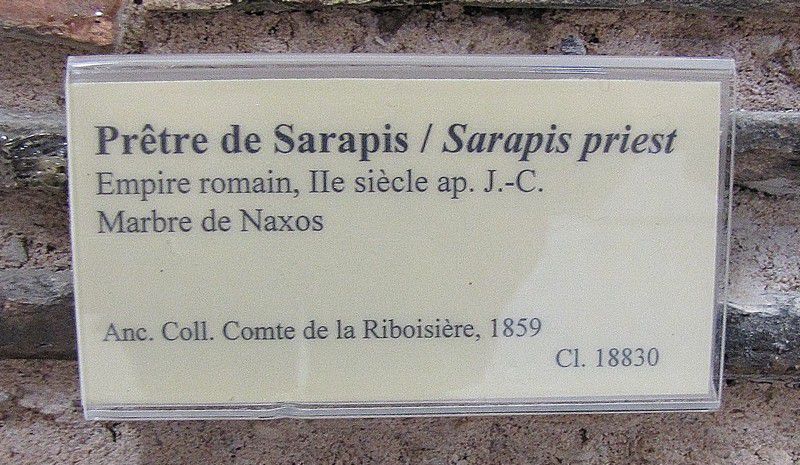 Prêtre de Sarapis / Sarapis priest
Empire romain, IIe siècle ap. J.-C.
Marbre de Naxos
Anc. Coll. Comte de la Riboisière, 1859
Cl. 18830